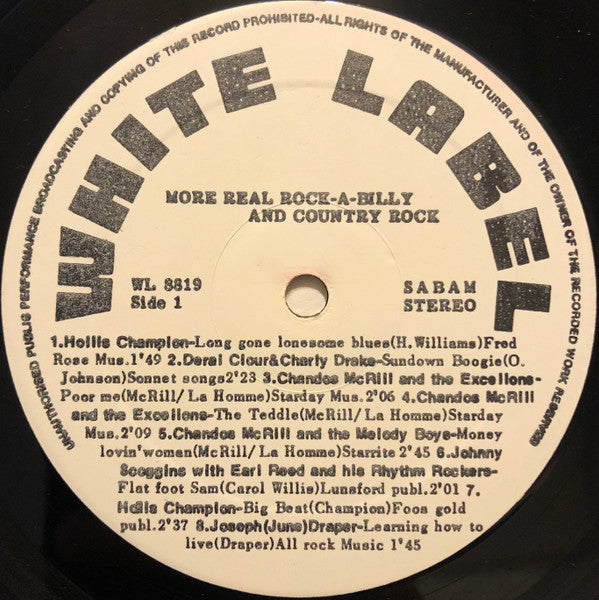 UNAUTHORISED PUBLIC PERFORMANCE BROADCASTING AND COPYING OF THIS RECORD PROHIBITED-ALL RIGHTS OF THE MANUFACTURER AND OF THE OWNER OF THE RECORDED WORK RESERVED
WHITE LABEL
MORE REAL ROCK-A-BILLY
AND COUNTRY ROCK
WL 8819
Side 1
SABAM
STEREO
1.Hollis Champion-Long gone lonesome blues(H.Williams)Fred
Rose Mus.1'49 2.Deral Clour&Charly Drake-Sundown Boogie(O.
Johnson)Sonnet songs2'23 3.Chandos McRill and the Excellons-
Poor me(McRill/La Homme)Starday Mus.2'06 4.Chandos McRill
and the Excellons-The Teddle(McRill/La Homme)Starday
Mus.2'09 5.Chandos McRill and the Melody Boys-Money
lovin'woman(McRill/La Homme)Starrite 2'45 6.Johnny
Scoggins with Earl Reed and his Rhythm Rockers-
Flat foot Sam(Carol Willis)Lunsford publ.2'01 7.
Hollis Champion-Big Beat(Champion)Foos gold
publ.2'37 8.Joseph(June)Draper-Learning how to
live(Draper)All rock Music 1'45